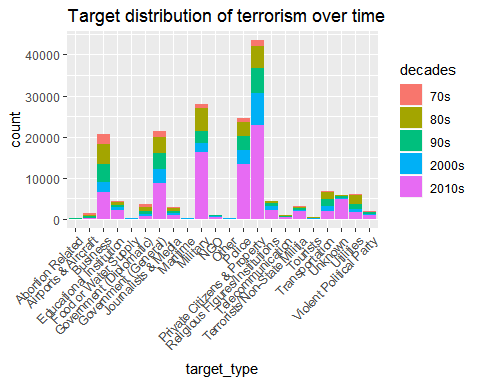 Target distribution of terrorism over time
count
40000
30000
20000
10000
0
Abortion Related
Airports & Aircraft
Business
Educational Institution
Food or Water Supply
Government (Diplomatic)
Government (General)
Journalists & Media
Maritime
Military
NGO
Other
Police
Private Citizens & Property
Religious Figures/Institutions
Telecommunication
Terrorists/Non-State Militia
Tourists
Transportation
Unknown
Utilities
Violent Political Party
target_type
decades
70s
80s
90s
2000s
2010s